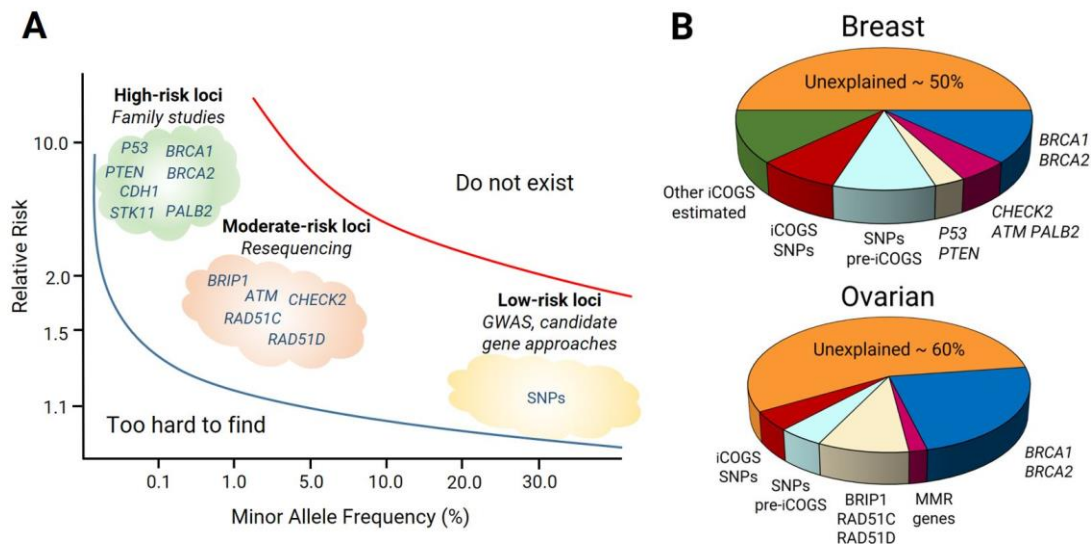 A
High-risk loci
Family studies
P53
BRCA1
PTEN
BRCA2
CDH1
STK11
PALB2
Moderate-risk loci
Resequencing
BRIP1
ATM
CHECK2
RAD51C
RAD51D
Low-risk loci
GWAS, candidate
gene approaches
SNPs
Do not exist
Too hard to find
Relative Risk
10.0
2.0
1.5
1.1
0.1
1.0
5.0
10.0
20.0
30.0
Minor Allele Frequency (%)
B
Breast
Unexplained ~ 50%
BRCA1
BRCA2
CHECK2
ATM PALB2
P53
PTEN
SNPs
pre-iCOGS
iCOGS
SNPs
Other iCOGS
estimated
Ovarian
Unexplained ~ 60%
BRCA1
BRCA2
MMR
genes
BRIP1
RAD51C
RAD51D
SNPs
pre-iCOGS
iCOGS
SNPs